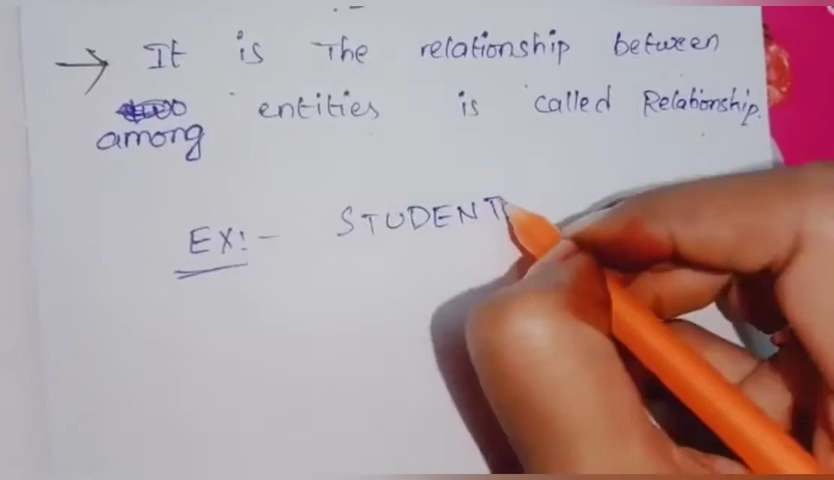 → It is The relationship between
entities is called Relationship.
among
EX:- STUDENT